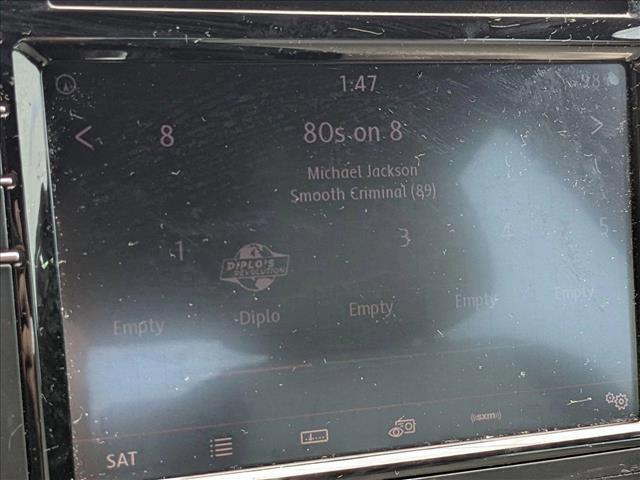 1:47
98°
8
80s on 8
Michael Jackson
Smooth Criminal (89)
1
3
4
5
DIPLO'S
REVOLUTION
Empty
Diplo
Empty
Empty
Empty
SAT
((sxm))